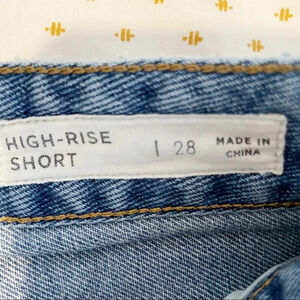 HIGH-RISE
SHORT
| 28
MADE IN
CHINA